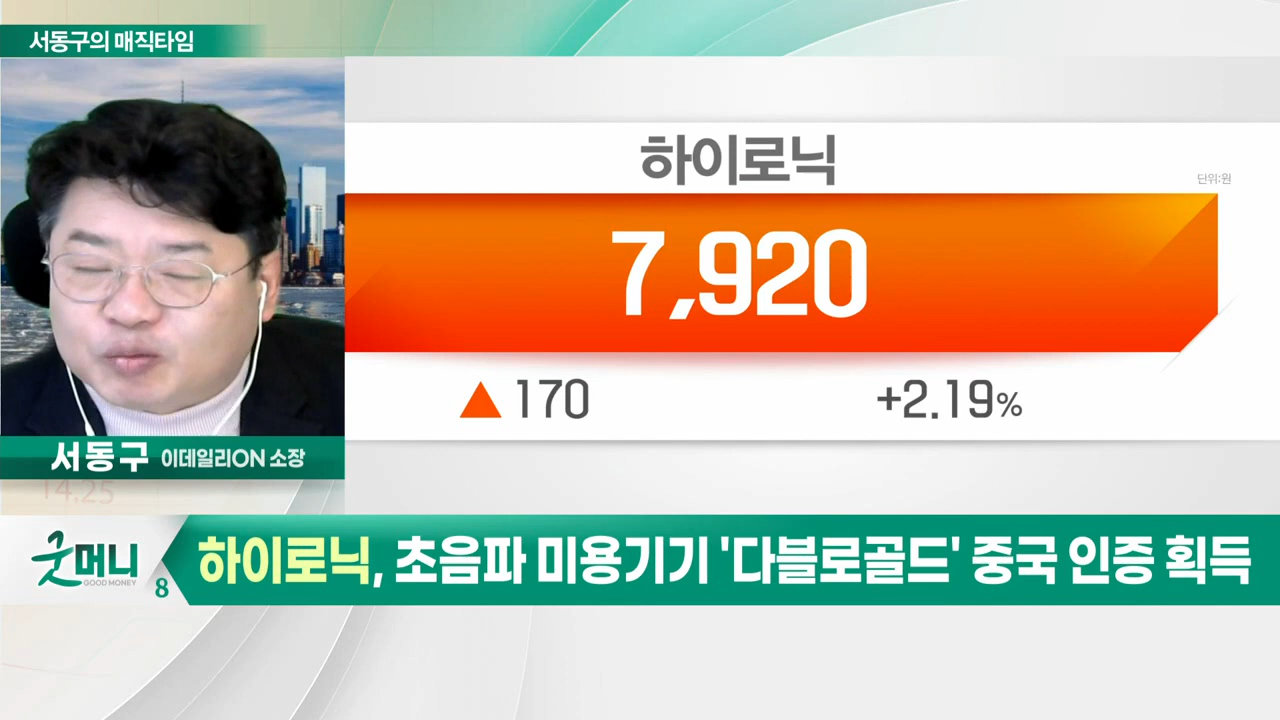 서동구의 매직타임
하이로닉
단위:원
7,920
▲ 170
+2.19%
서동구 이데일리ON 소장
14.25
굿머니
GOOD MONEY
8
하이로닉, 초음파 미용기기 '다블로골드' 중국 인증 획득